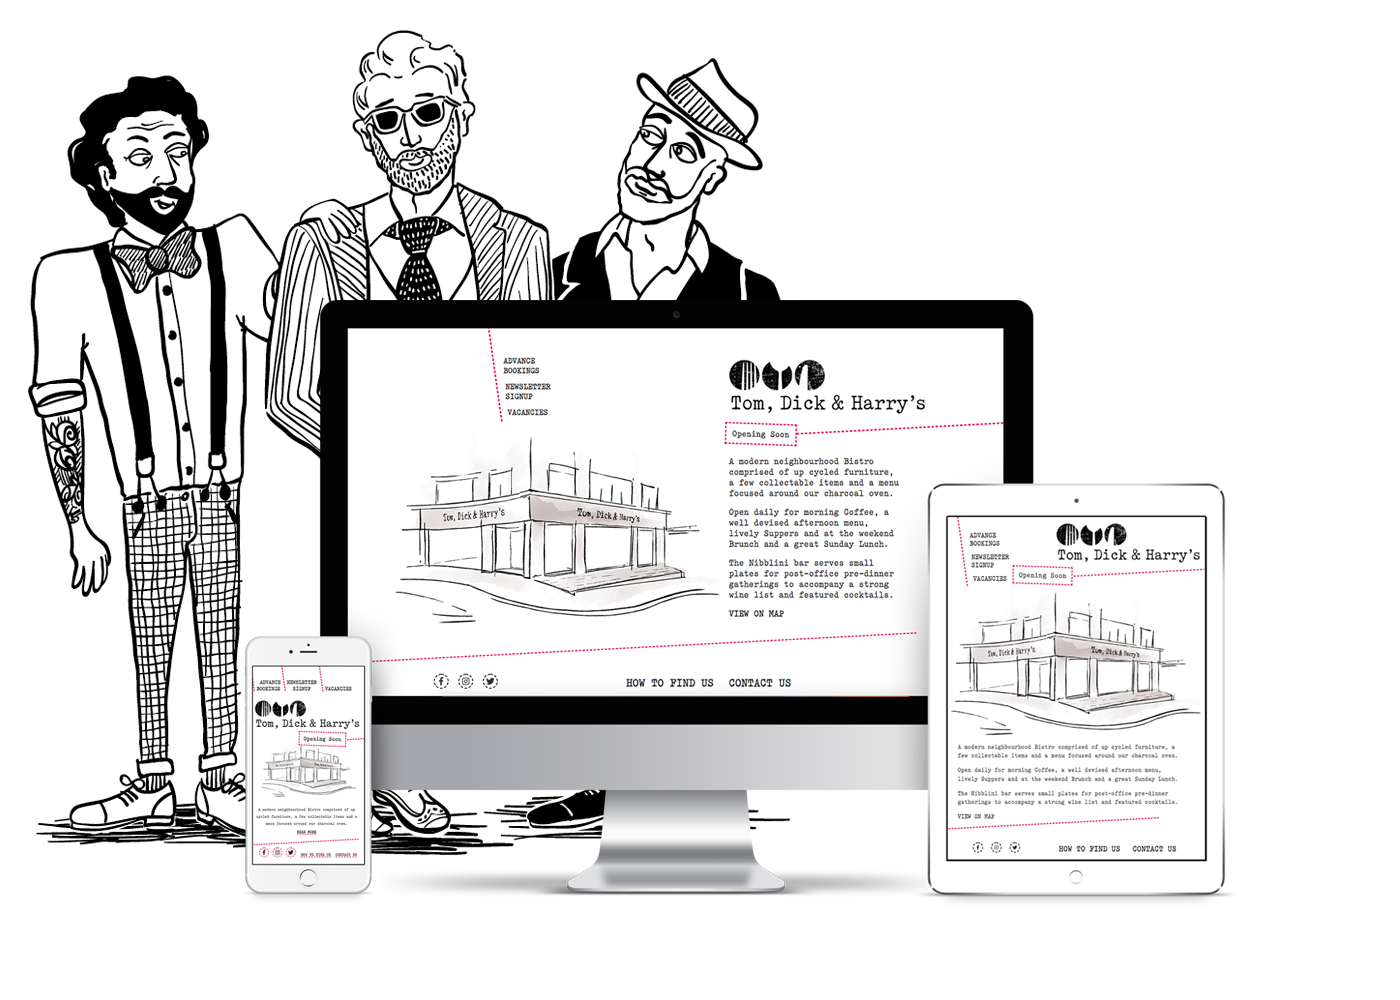 ADVANCE
BOOKINGS
NEWSLETTER
SIGNUP
VACANCIES
Tom, Dick & Harry's
Opening Soon
A modern neighbourhood Bistro
comprised of up cycled furniture,
a few collectable items and a menu
focused around our charcoal oven.
Open daily for morning Coffee, a
well devised afternoon menu,
lively Suppers and at the weekend
Brunch and a great Sunday Lunch.
The Nibblini bar serves small
plates for post-office pre-dinner
gatherings to accompany a strong
wine list and featured cocktails.
VIEW ON MAP
Tom, Dick & Harry's
Tom, Dick & Harry's
HOW TO FIND US
CONTACT US
ADVANCE
BOOKINGS
NEWSLETTER
SIGNUP
VACANCIES
Tom, Dick & Harry's
Opening Soon
Tom, Dick & Harry's
Tom, Dick & Harry's
A modern neighbourhood Bistro comprised of up cycled furniture, a
few collectable items and a menu focused around our charcoal oven.
Open daily for morning Coffee, a well devised afternoon menu,
lively Suppers and at the weekend Brunch and a great Sunday Lunch.
The Nibblini bar serves small plates for post-office pre-dinner
gatherings to accompany a strong wine list and featured cocktails.
VIEW ON MAP
HOW TO FIND US
CONTACT US
ADVANCE
BOOKINGS
NEWSLETTER
SIGNUP
VACANCIES
Tom, Dick & Harry's
Opening Soon
A modern neighbourhood Bistro comprised of up
cycled furniture, a few collectable items and a
menu focused around our charcoal oven.
READ MORE
HOW TO FIND US
CONTACT US